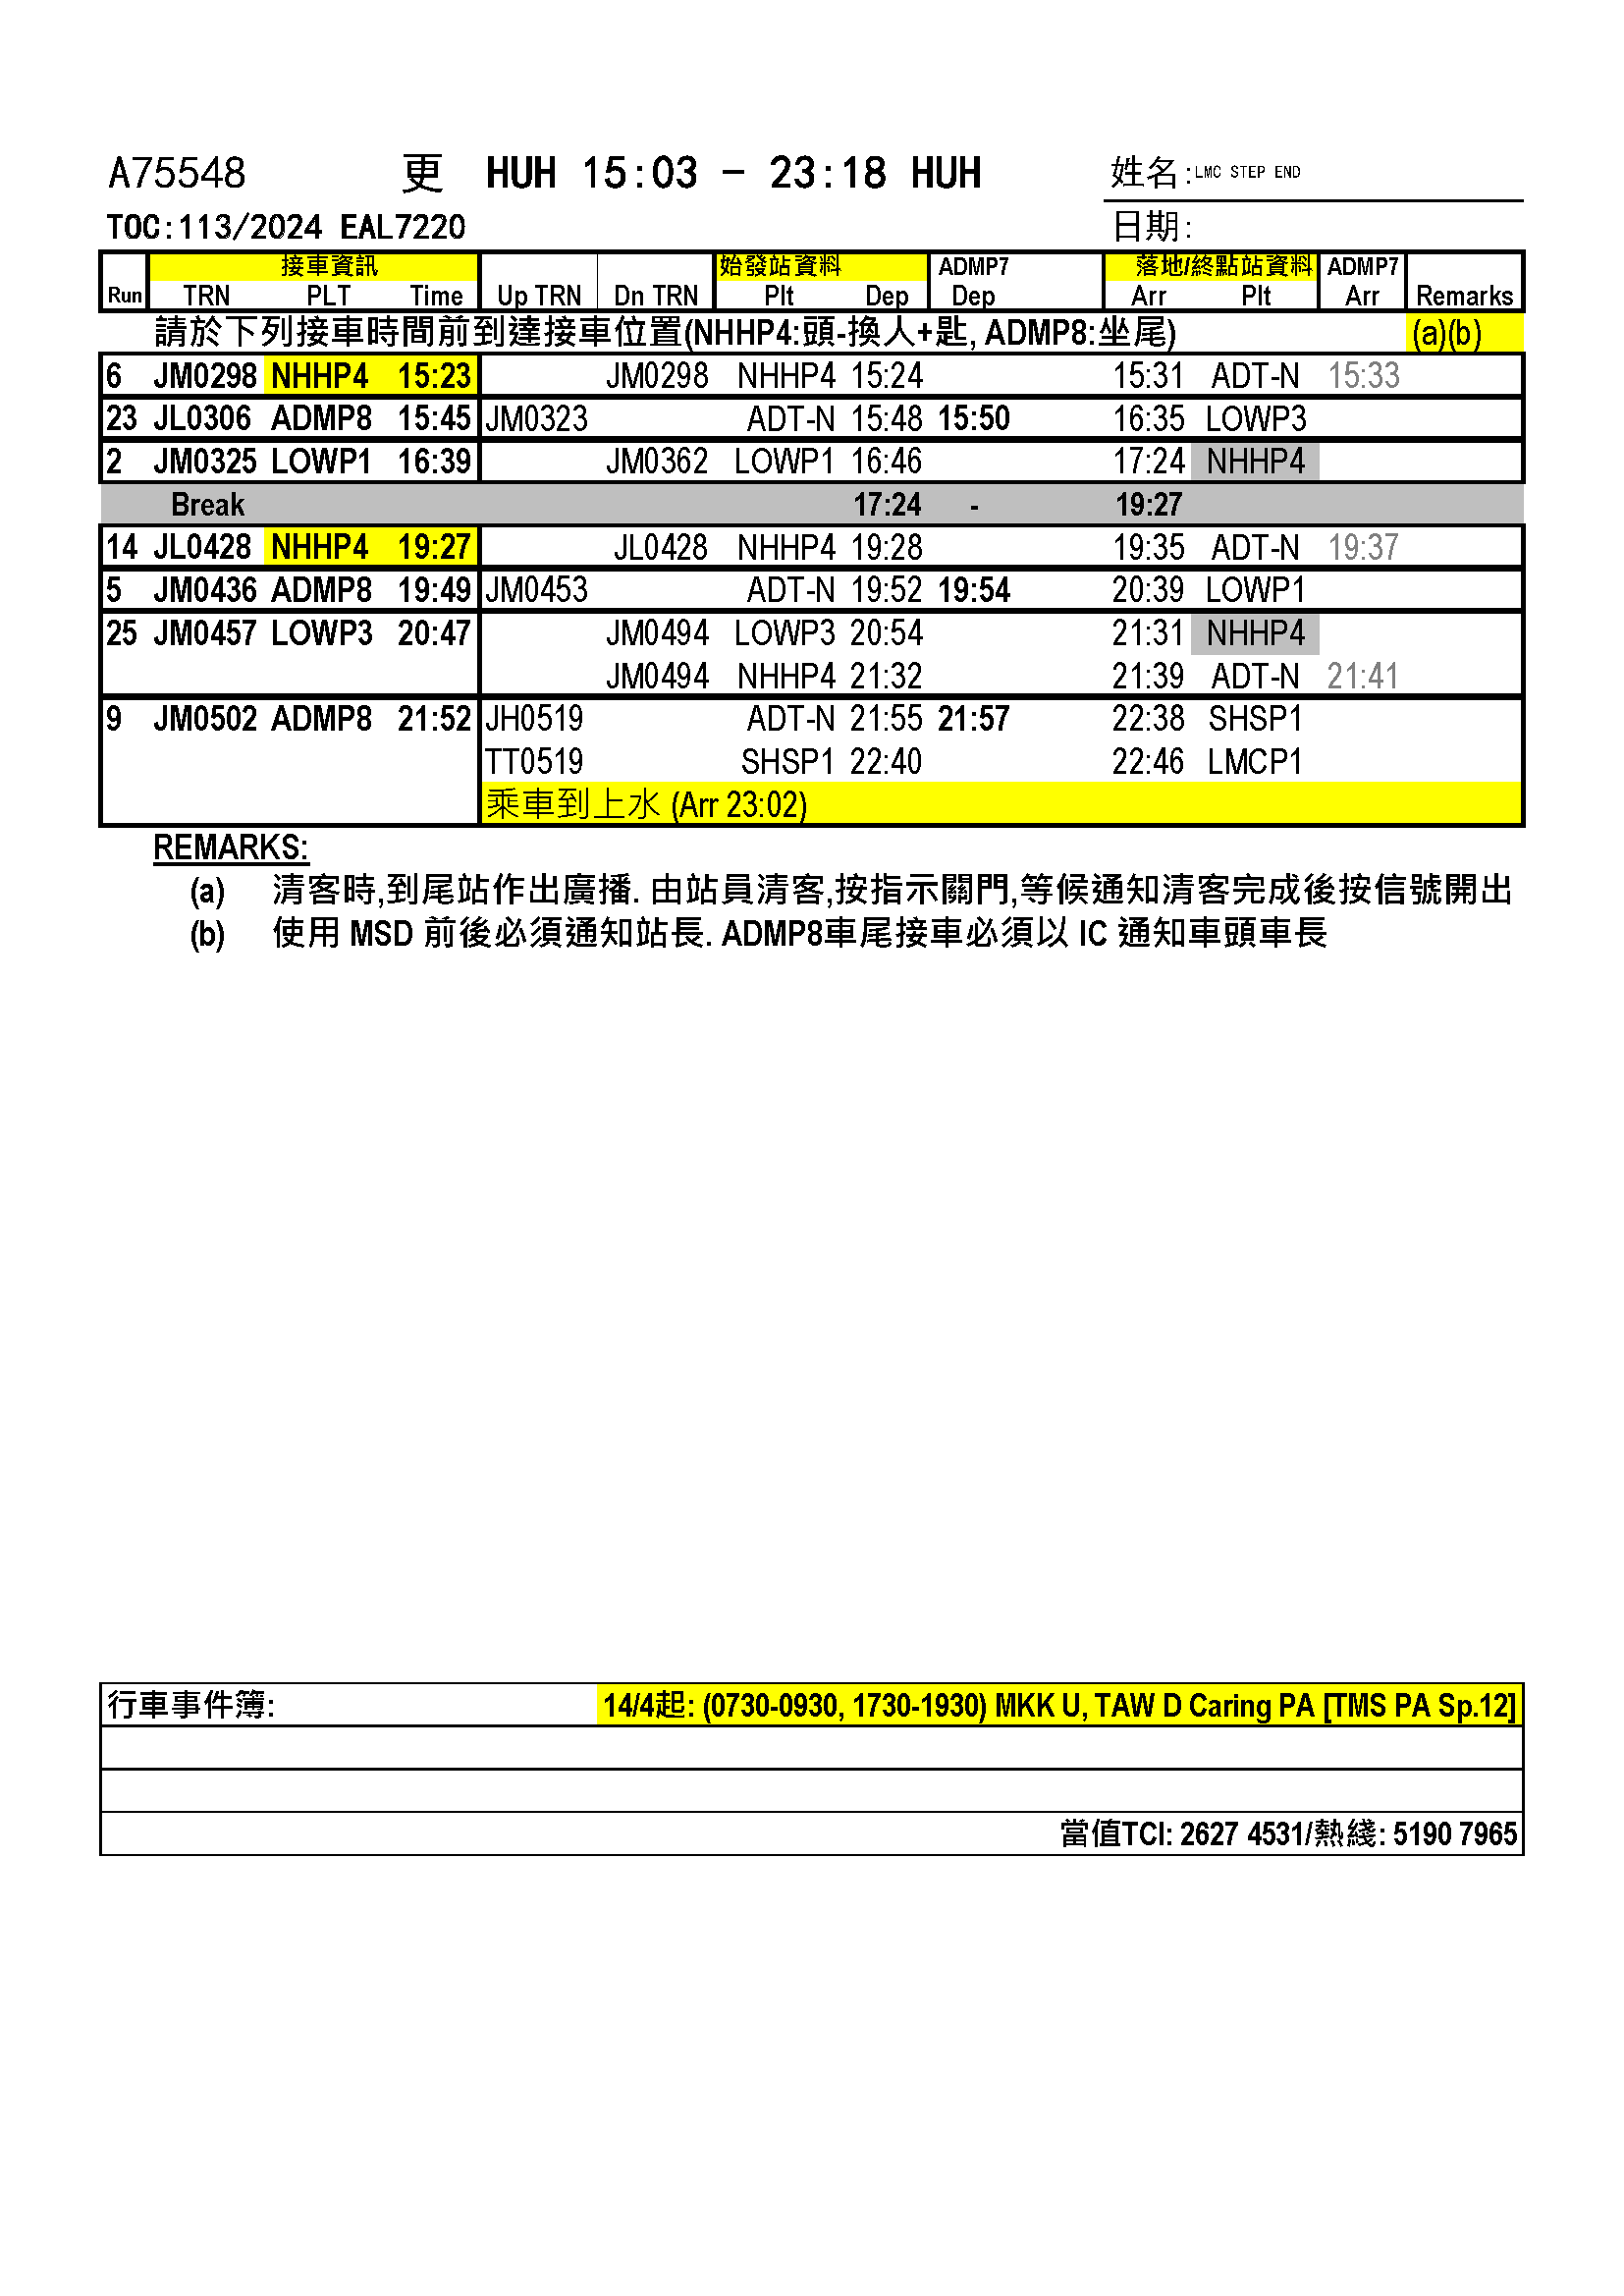 A75548 更 HUH 15:03 - 23:18 HUH 姓名:LMC STEP END
TOC:113/2024 EAL7220 日期:
接車資訊 始發站資料 ADMP7 落地/終點站資料 ADMP7
Run TRN PLT Time Up TRN Dn TRN Plt Dep Dep Arr Plt Arr Remarks
請於下列接車時間前到達接車位置(NHHP4:頭-換人+匙, ADMP8:坐尾) (a)(b)
6 JM0298 NHHP4 15:23 JM0298 NHHP4 15:24 15:31 ADT-N 15:33
23 JL0306 ADMP8 15:45 JM0323 ADT-N 15:48 15:50 16:35 LOWP3
2 JM0325 LOWP1 16:39 JM0362 LOWP1 16:46 17:24 NHHP4
Break 17:24 - 19:27
14 JL0428 NHHP4 19:27 JL0428 NHHP4 19:28 19:35 ADT-N 19:37
5 JM0436 ADMP8 19:49 JM0453 ADT-N 19:52 19:54 20:39 LOWP1
25 JM0457 LOWP3 20:47 JM0494 LOWP3 20:54 21:31 NHHP4
JM0494 NHHP4 21:32 21:39 ADT-N 21:41
9 JM0502 ADMP8 21:52 JH0519 ADT-N 21:55 21:57 22:38 SHSP1
TT0519 SHSP1 22:40 22:46 LMCP1
乘車到上水 (Arr 23:02)
REMARKS:
(a) 清客時,到尾站作出廣播. 由站員清客,按指示關門,等候通知清客完成後按信號開出
(b) 使用 MSD 前後必須通知站長. ADMP8車尾接車必須以 IC 通知車頭車長
行車事件簿: 14/4起: (0730-0930, 1730-1930) MKK U, TAW D Caring PA [TMS PA Sp.12]
當值TCI: 2627 4531/熱綫: 5190 7965